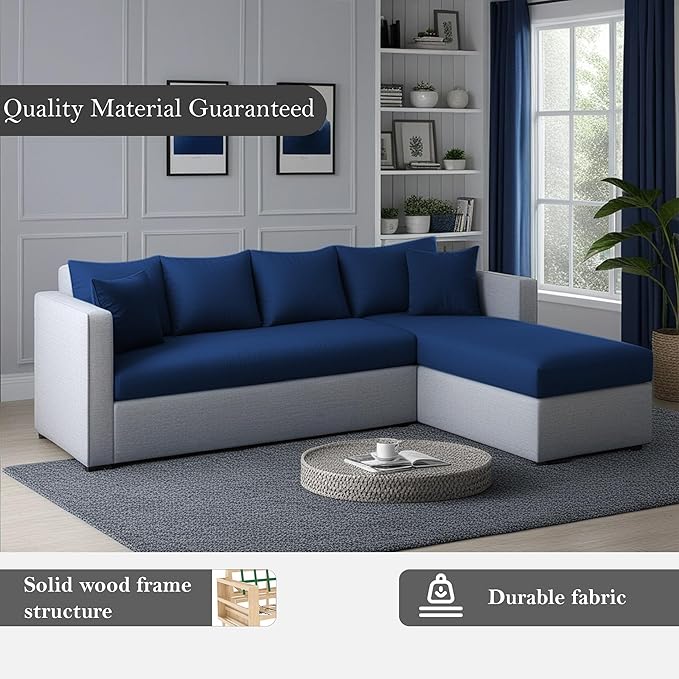 Quality Material Guaranteed
Solid wood frame
structure
Durable fabric